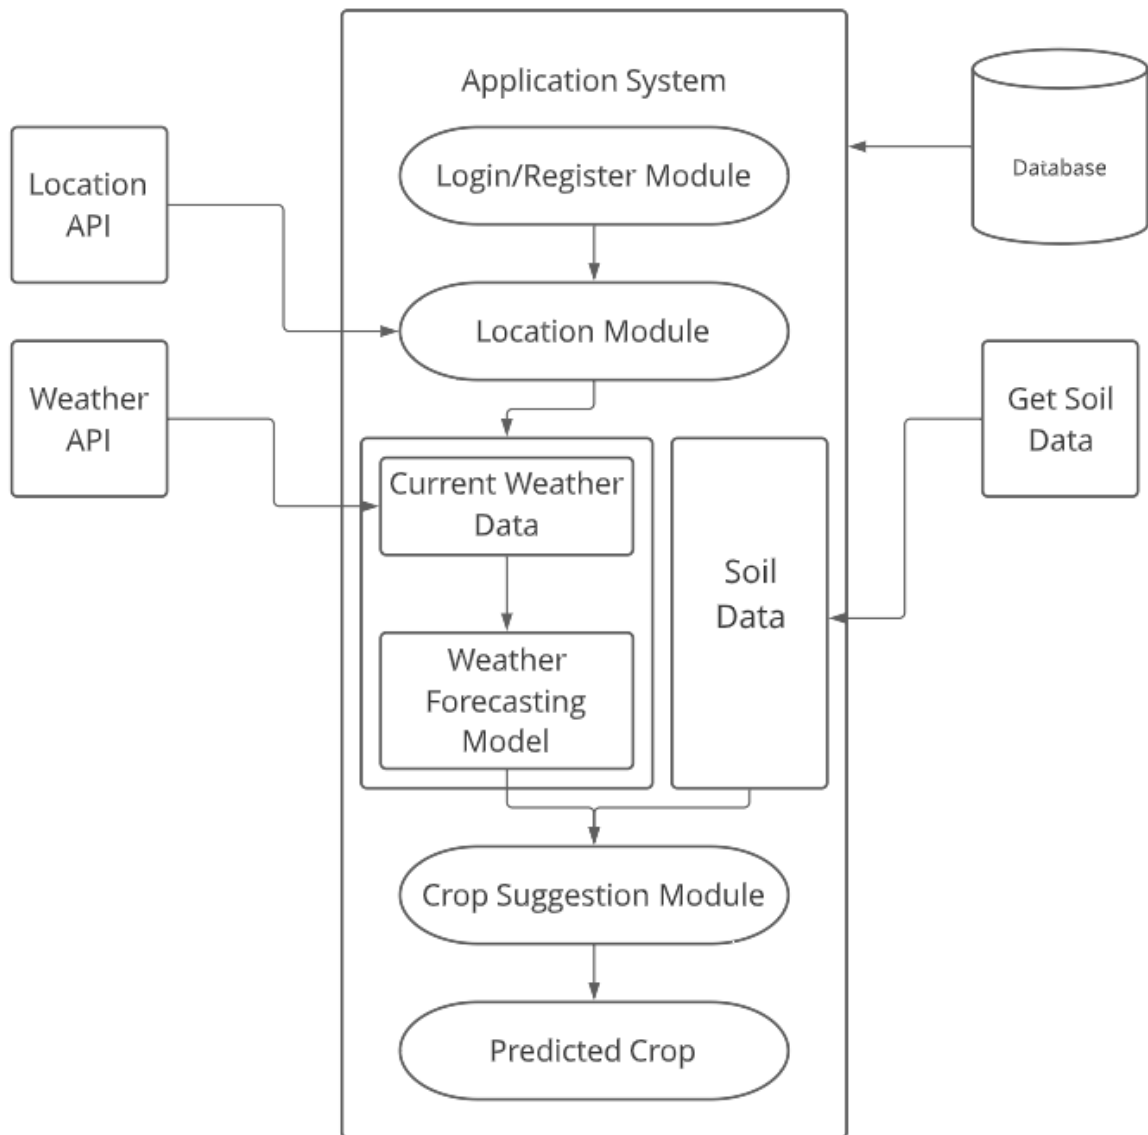 Application System
Login/Register Module
Database
Location
API
Location Module
Weather
API
Get Soil
Data
Current Weather
Data
Soil
Data
Weather
Forecasting
Model
Crop Suggestion Module
Predicted Crop